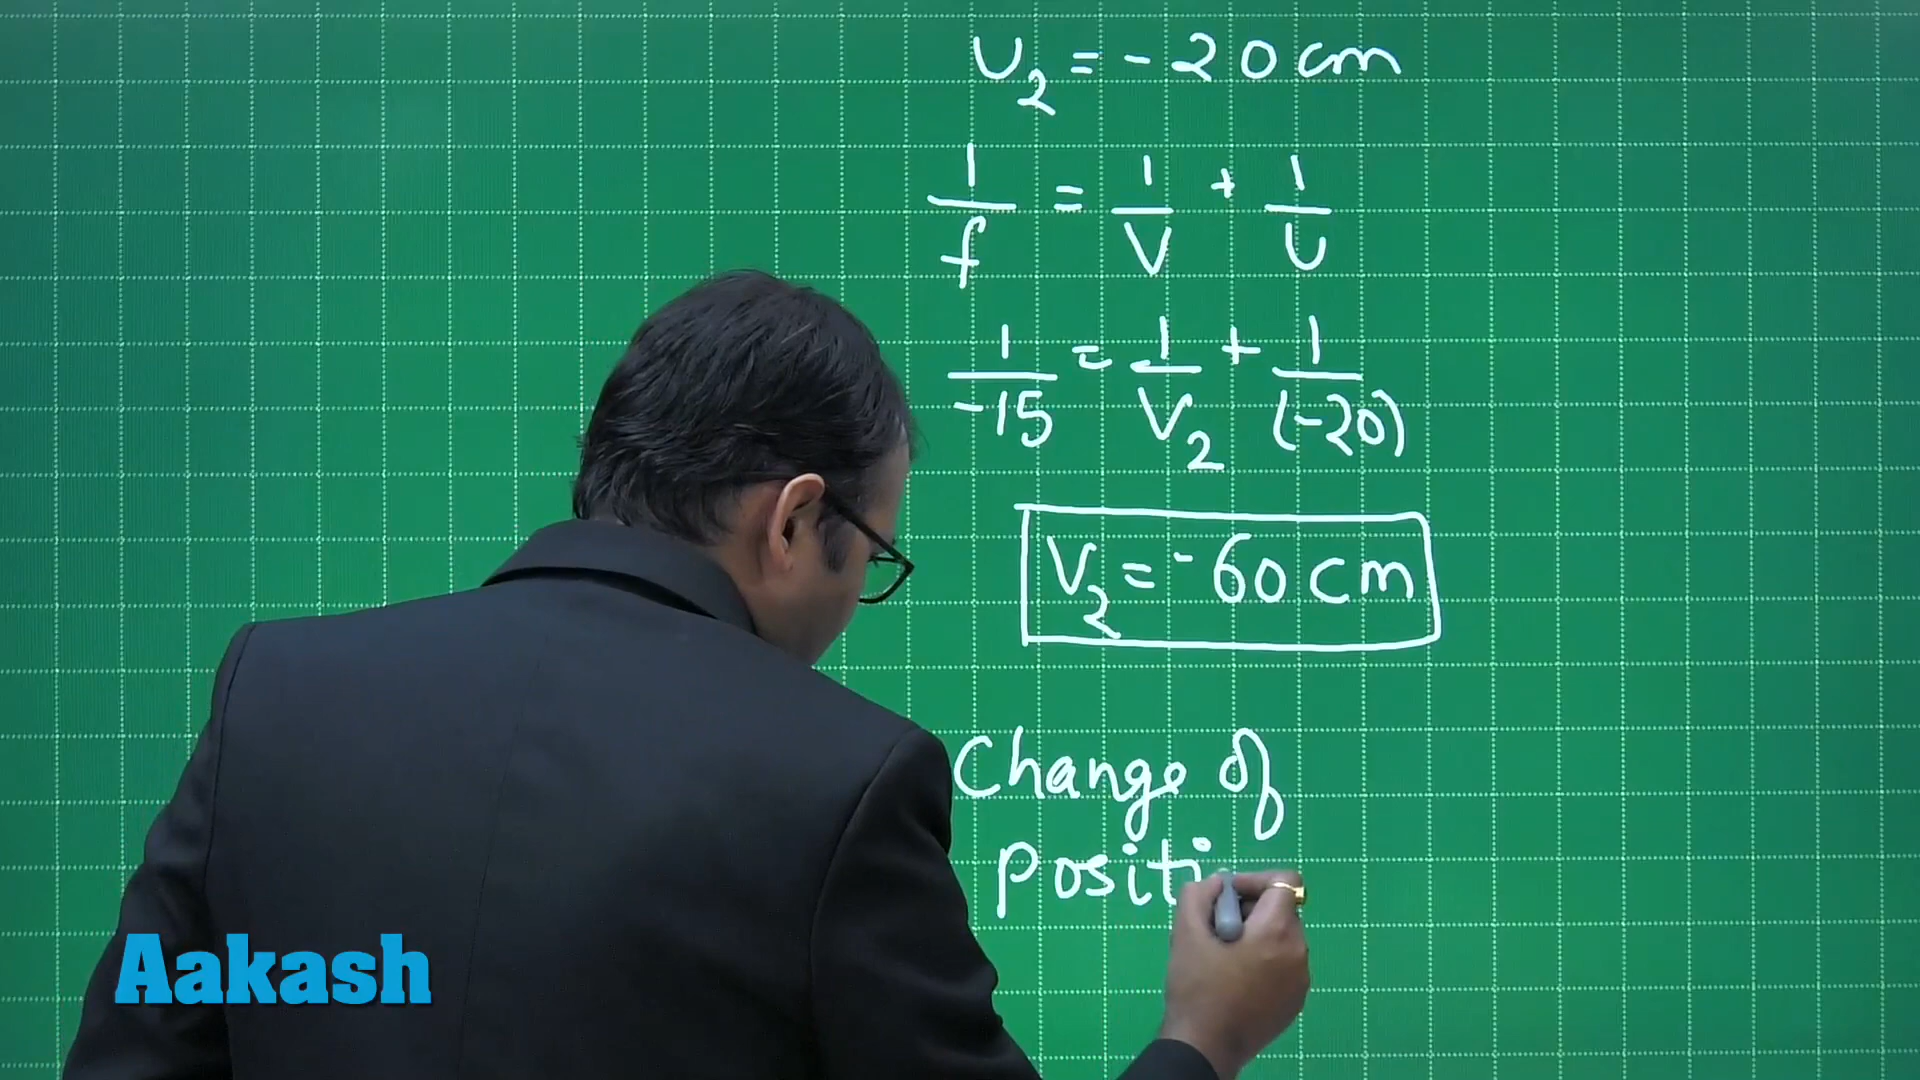 U₂ = -20 cm
1/f = 1/V + 1/U
1/-15 = 1/V₂ + 1/(-20)
V₂ = -60 cm
Change of
Positi
Aakash